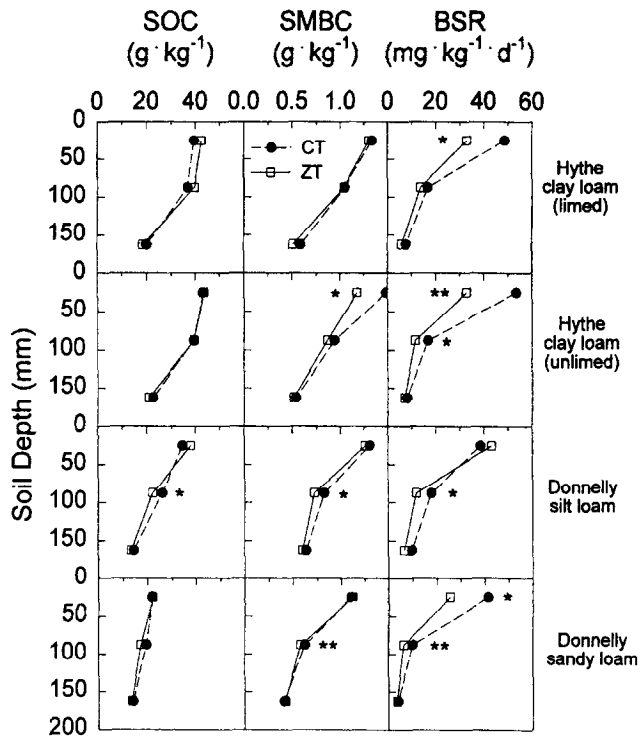 SOC SMBC BSR
(g · kg⁻¹) (g · kg⁻¹) (mg · kg⁻¹ · d⁻¹)
0 20 40 0.0 0.5 1.0 0 20 40 60
0
50
100
150
0
50
100
150
0
50
100
150
0
50
100
150
200
Soil Depth (mm)
CT
ZT
*
Hythe
clay loam
(limed)
* **
*
Hythe
clay loam
(unlimed)
* * *
Donnelly
silt loam
*
** **
Donnelly
sandy loam